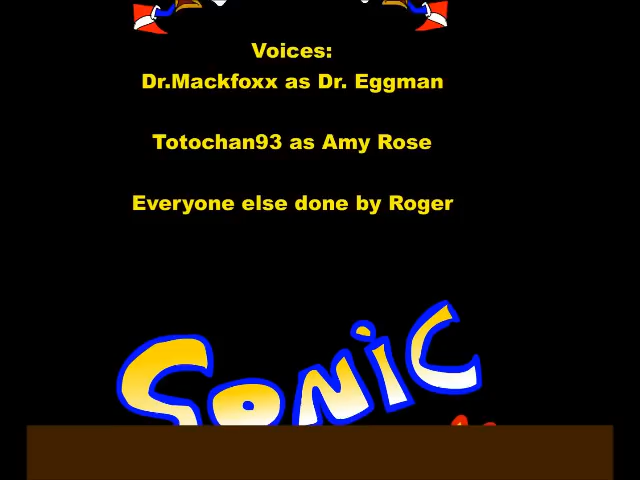 Voices:
Dr.Mackfoxx as Dr. Eggman
Totochan93 as Amy Rose
Everyone else done by Roger
SONiC